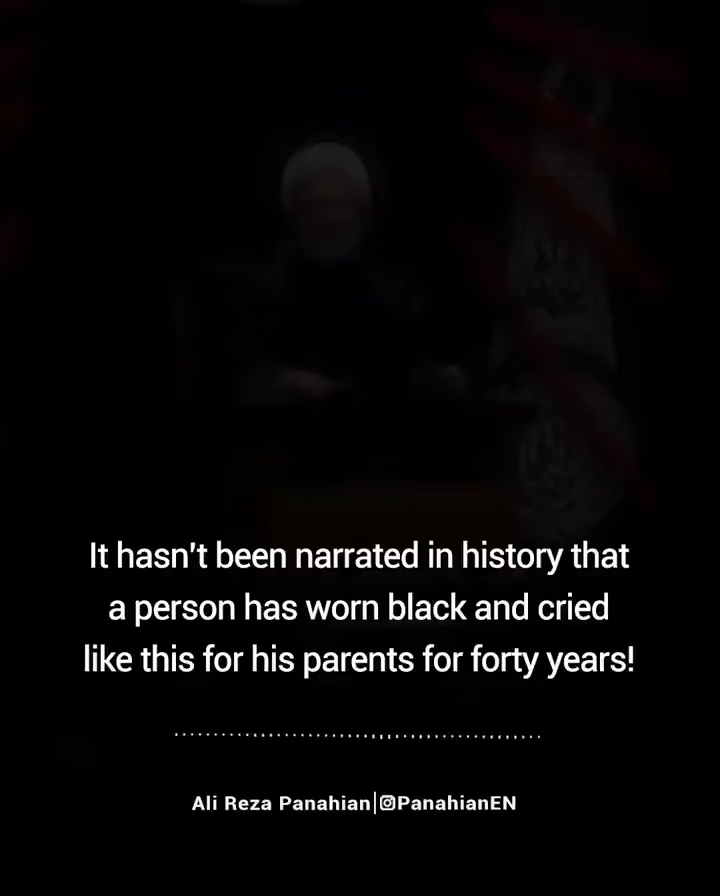 It hasn't been narrated in history that
a person has worn black and cried
like this for his parents for forty years!
Ali Reza Panahian|@PanahianEN